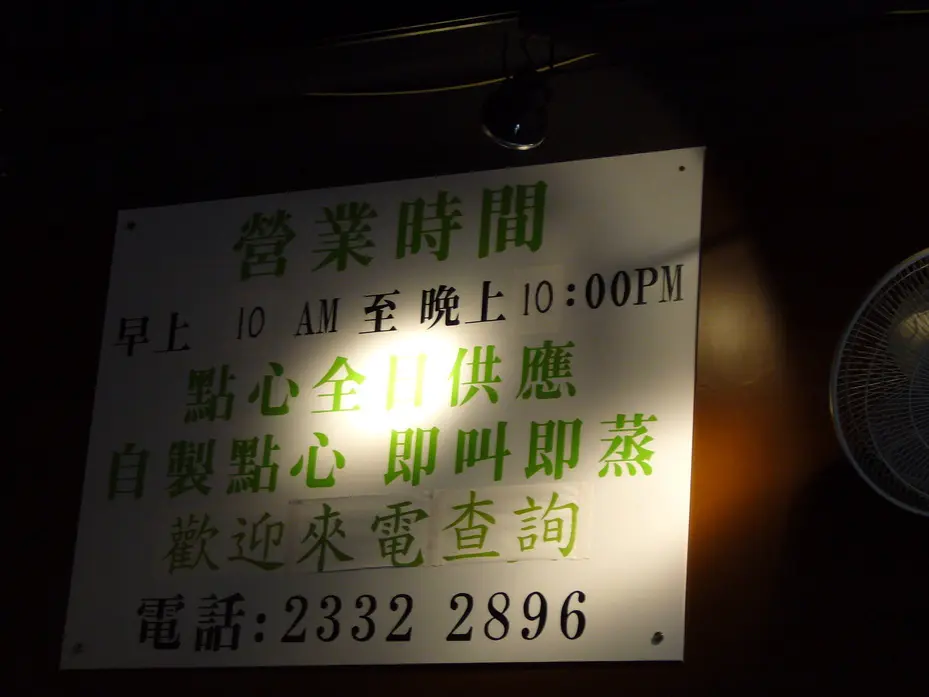 營業時間
早上 10 AM 至 晚上 10:00PM
點心全日供應
自製點心 即叫即蒸
歡迎來電查詢
電話:2332 2896